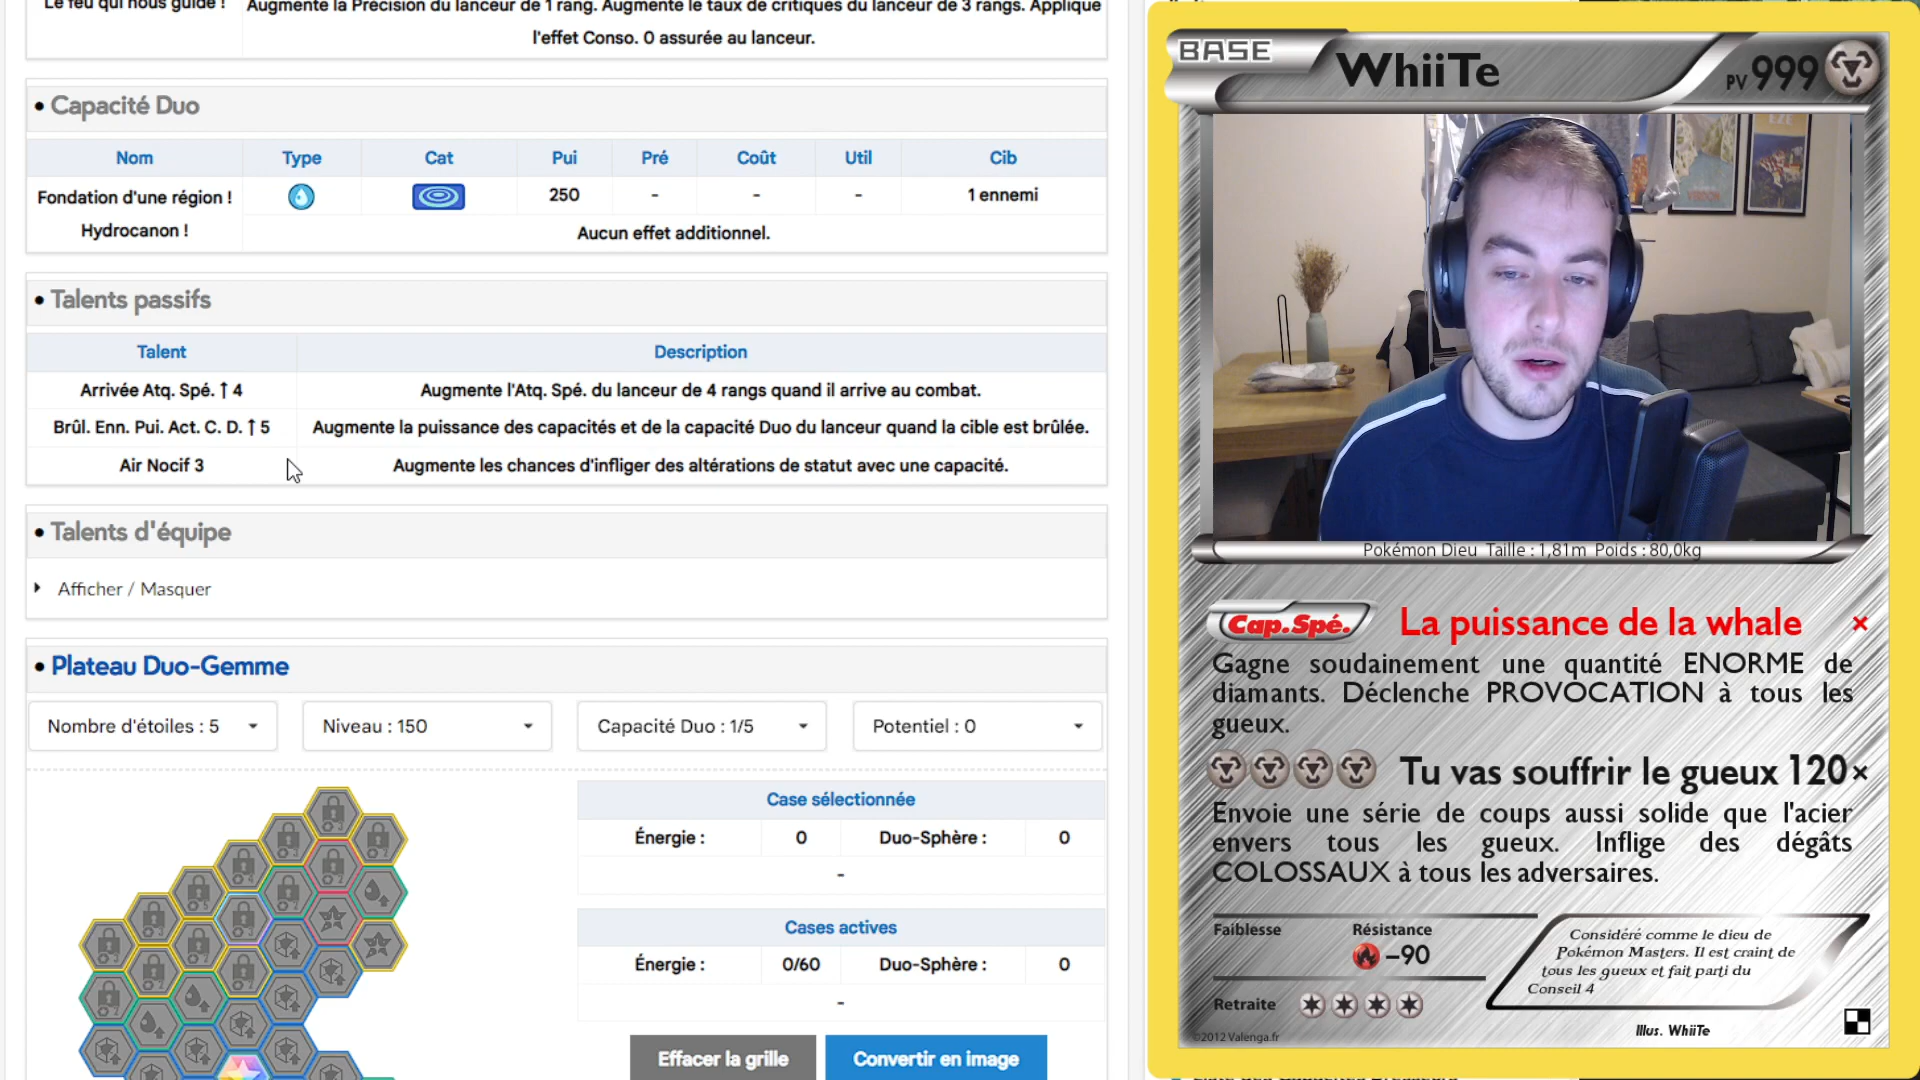 Le feu qui nous guide !
Augmente la Précision du lanceur de 1 rang. Augmente le taux de critiques du lanceur de 3 rangs. Applique
l'effet Conso. 0 assurée au lanceur.
• Capacité Duo
Nom Type Cat Pui Pré Coût Util Cib
Fondation d'une région !
Hydrocanon !
250 - - - 1 ennemi
Aucun effet additionnel.
• Talents passifs
Talent Description
Arrivée Atq. Spé. ↑ 4 Augmente l'Atq. Spé. du lanceur de 4 rangs quand il arrive au combat.
Brûl. Enn. Pui. Act. C. D. ↑ 5 Augmente la puissance des capacités et de la capacité Duo du lanceur quand la cible est brûlée.
Air Nocif 3 Augmente les chances d'infliger des altérations de statut avec une capacité.
• Talents d'équipe
Afficher / Masquer
• Plateau Duo-Gemme
Nombre d'étoiles : 5 Niveau : 150 Capacité Duo : 1/5 Potentiel : 0
Case sélectionnée
Énergie : 0 Duo-Sphère : 0
-
Cases actives
Énergie : 0/60 Duo-Sphère : 0
-
Effacer la grille Convertir en image
BASE WhiiTe PV 999
EZE
Pokémon Dieu Taille : 1,81m Poids : 80,0kg
Cap.Spé. La puissance de la whale ×
Gagne soudainement une quantité ENORME de
diamants. Déclenche PROVOCATION à tous les
gueux.
Tu vas souffrir le gueux 120×
Envoie une série de coups aussi solide que l'acier
envers tous les gueux. Inflige des dégâts
COLOSSAUX à tous les adversaires.
Faiblesse Résistance
-90
Retraite
Considéré comme le dieu de
Pokémon Masters. Il est craint de
tous les gueux et fait parti du
Conseil 4
©2012 Valenga.fr
Illus. WhiiTe